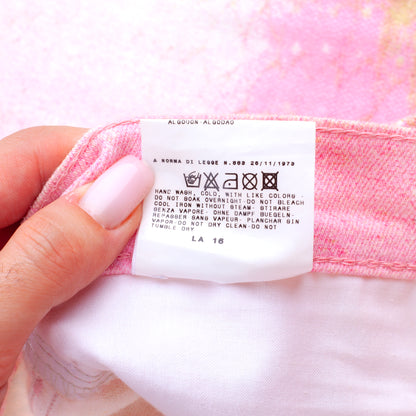 ALGODON ALGODAO
A NORMA DI LEGGE N.883 26/11/1973
HAND WASH, COLD, WITH LIKE COLORS-
DO NOT SOAK OVERNIGHT-DO NOT BLEACH
COOL IRON WITHOUT STEAM- STIRARE
SENZA VAPORE- OHNE DAMPF BUEGELN-
REPASSER SANS VAPEUR- PLANCHAR SIN
VAPOR-DO NOT DRY CLEAN-DO NOT
TUMBLE DRY
LA 16